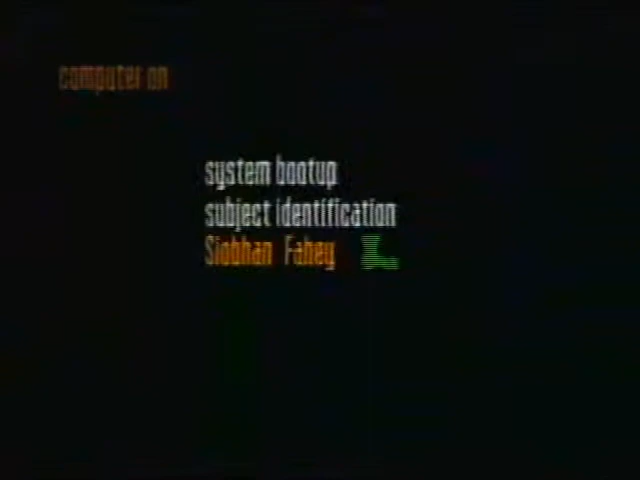 computer on
system bootup
subject identification
Siobhan Fahey